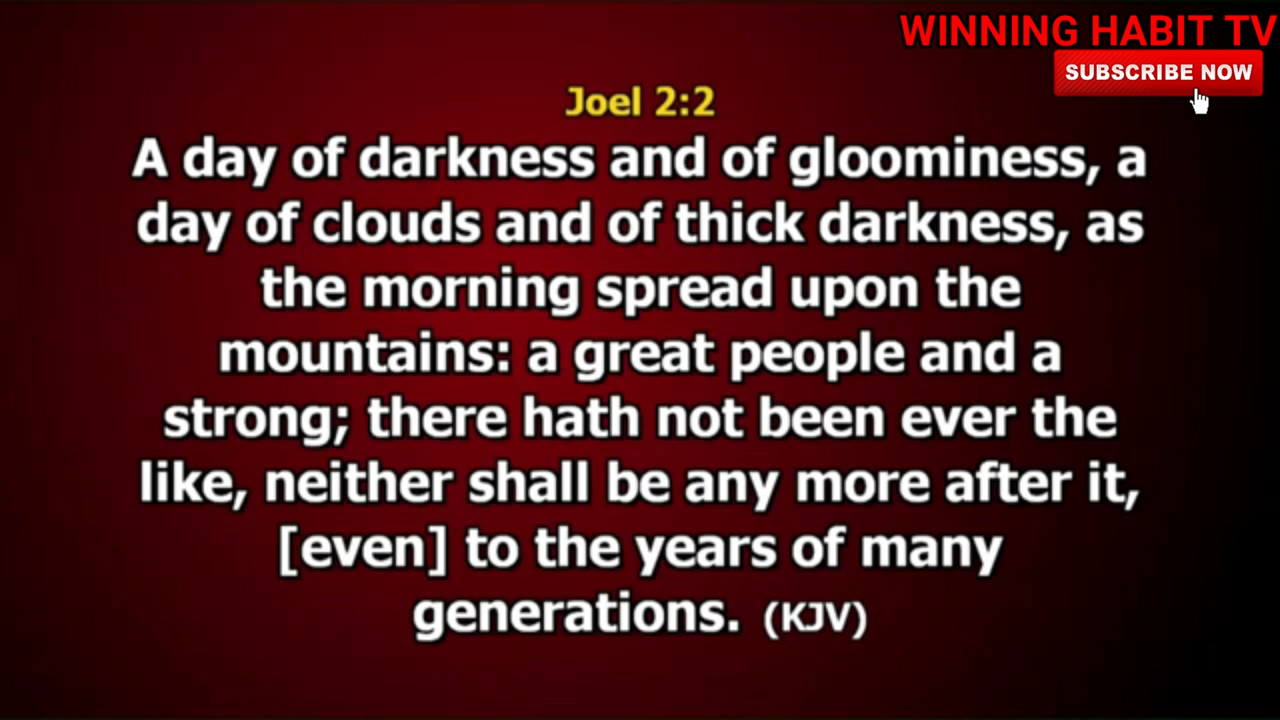 WINNING HABIT TV
SUBSCRIBE NOW
Joel 2:2
A day of darkness and of gloominess, a
day of clouds and of thick darkness, as
the morning spread upon the
mountains: a great people and a
strong; there hath not been ever the
like, neither shall be any more after it,
[even] to the years of many
generations. (KJV)